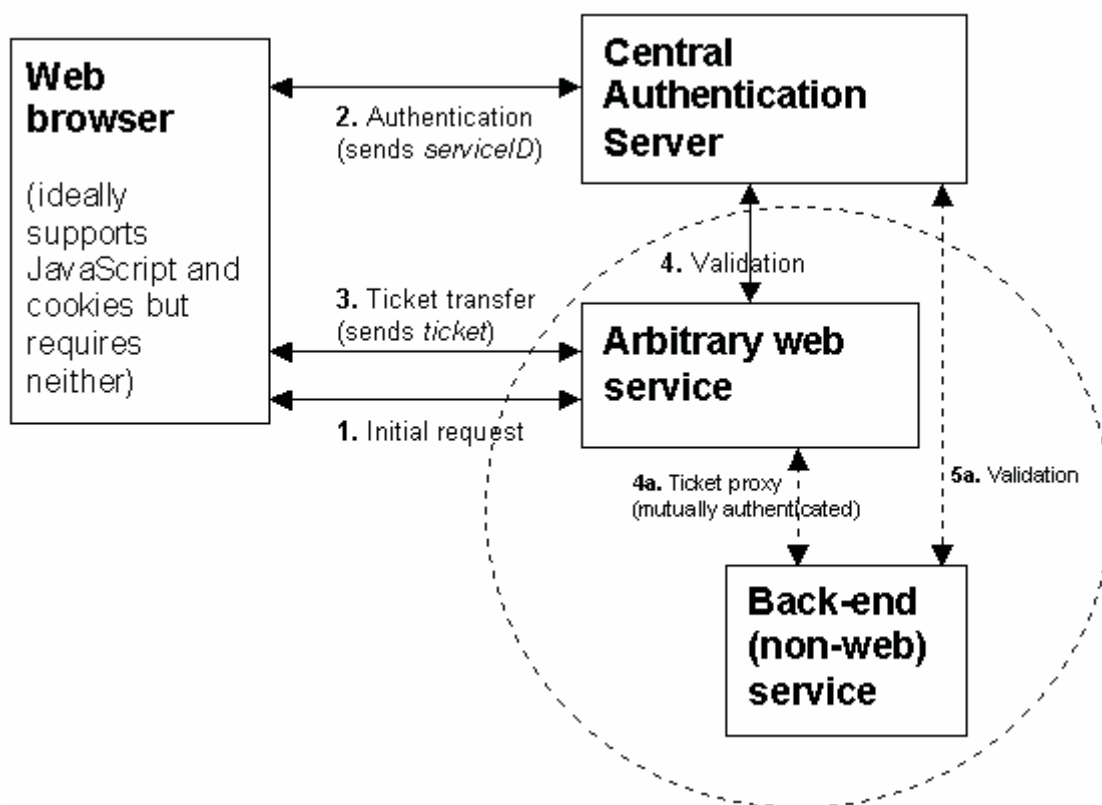 Web
browser
(ideally
supports
JavaScript and
cookies but
requires
neither)
Central
Authentication
Server
2. Authentication
(sends serviceID)
4. Validation
3. Ticket transfer
(sends ticket)
Arbitrary web
service
1. Initial request
4a. Ticket proxy
(mutually authenticated)
5a. Validation
Back-end
(non-web)
service